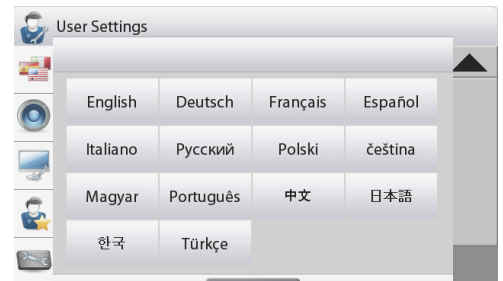 User Settings
English Deutsch Français Español
Italiano Русский Polski čeština
Magyar Português 中文 日本語
한국 Türkçe